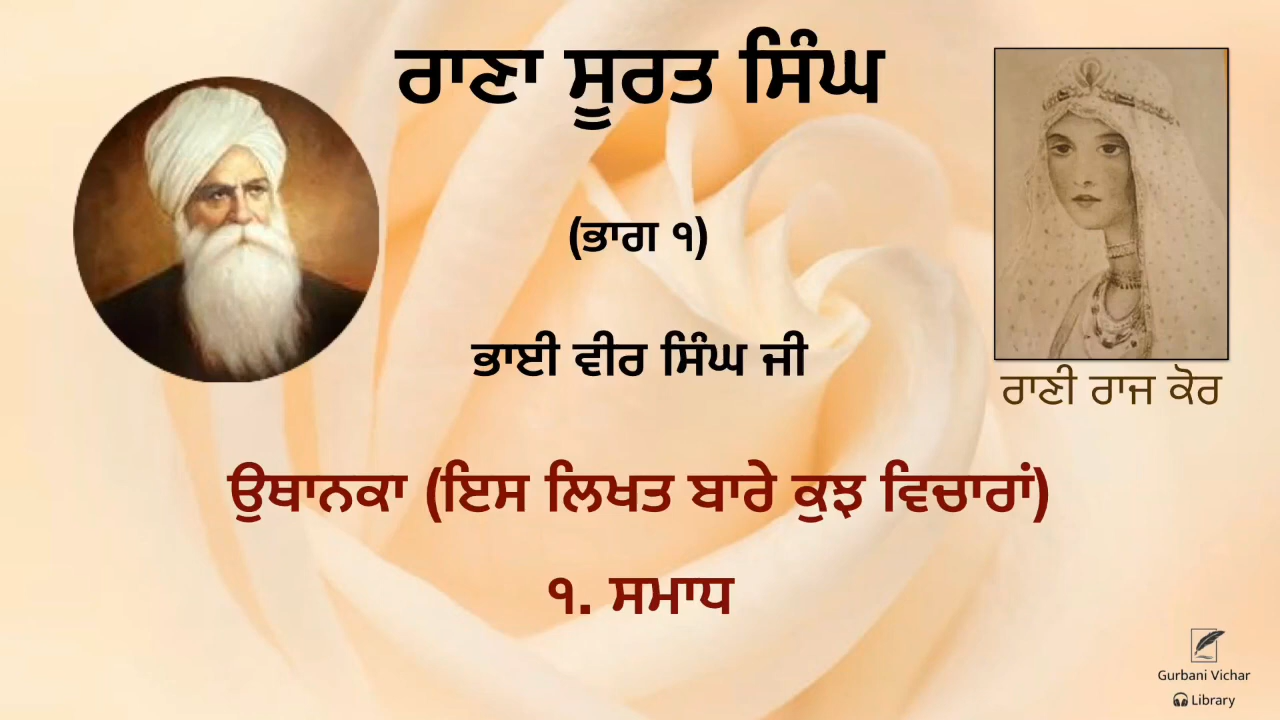 ਰਾਣਾ ਸੂਰਤ ਸਿੰਘ
(ਭਾਗ ੧)
ਭਾਈ ਵੀਰ ਸਿੰਘ ਜੀ
ਰਾਣੀ ਰਾਜ ਕੋਰ
ਉਥਾਨਕਾ (ਇਸ ਲਿਖਤ ਬਾਰੇ ਕੁਝ ਵਿਚਾਰਾਂ)
੧. ਸਮਾਧ
Gurbani Vichar
Library